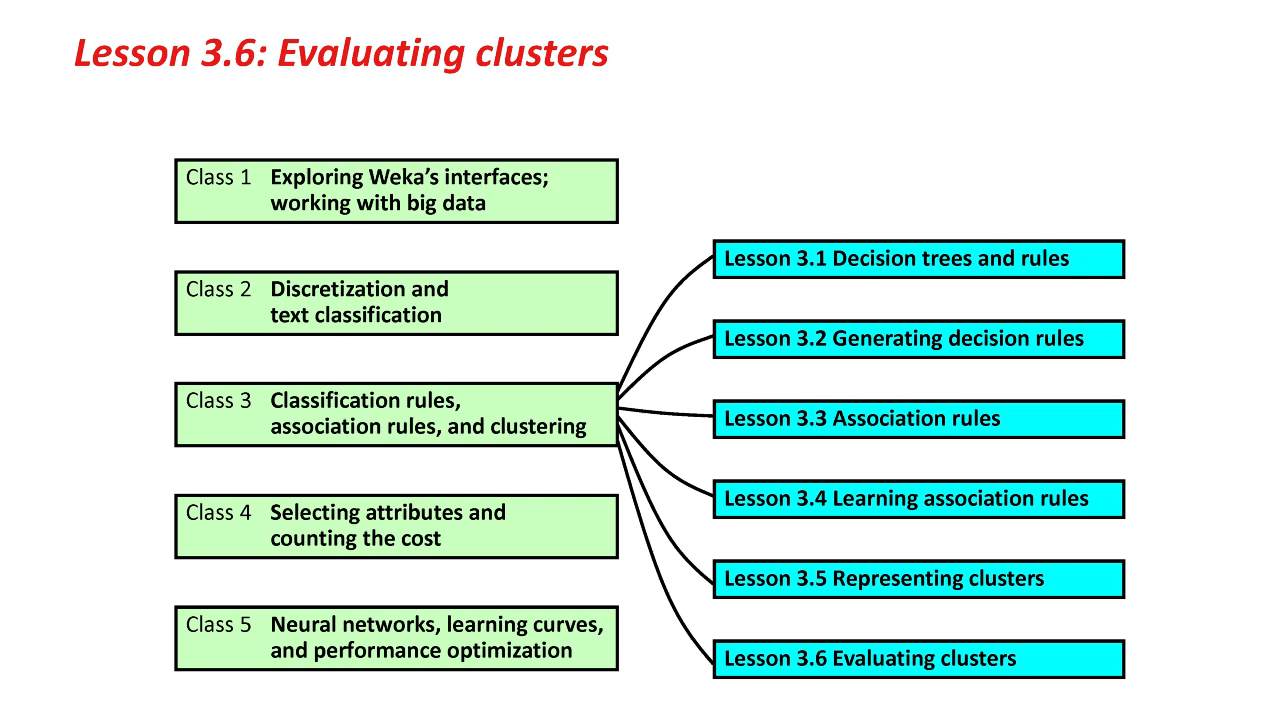 Lesson 3.6: Evaluating clusters
Class 1 Exploring Weka’s interfaces;
working with big data
Class 2 Discretization and
text classification
Class 3 Classification rules,
association rules, and clustering
Class 4 Selecting attributes and
counting the cost
Class 5 Neural networks, learning curves,
and performance optimization
Lesson 3.1 Decision trees and rules
Lesson 3.2 Generating decision rules
Lesson 3.3 Association rules
Lesson 3.4 Learning association rules
Lesson 3.5 Representing clusters
Lesson 3.6 Evaluating clusters